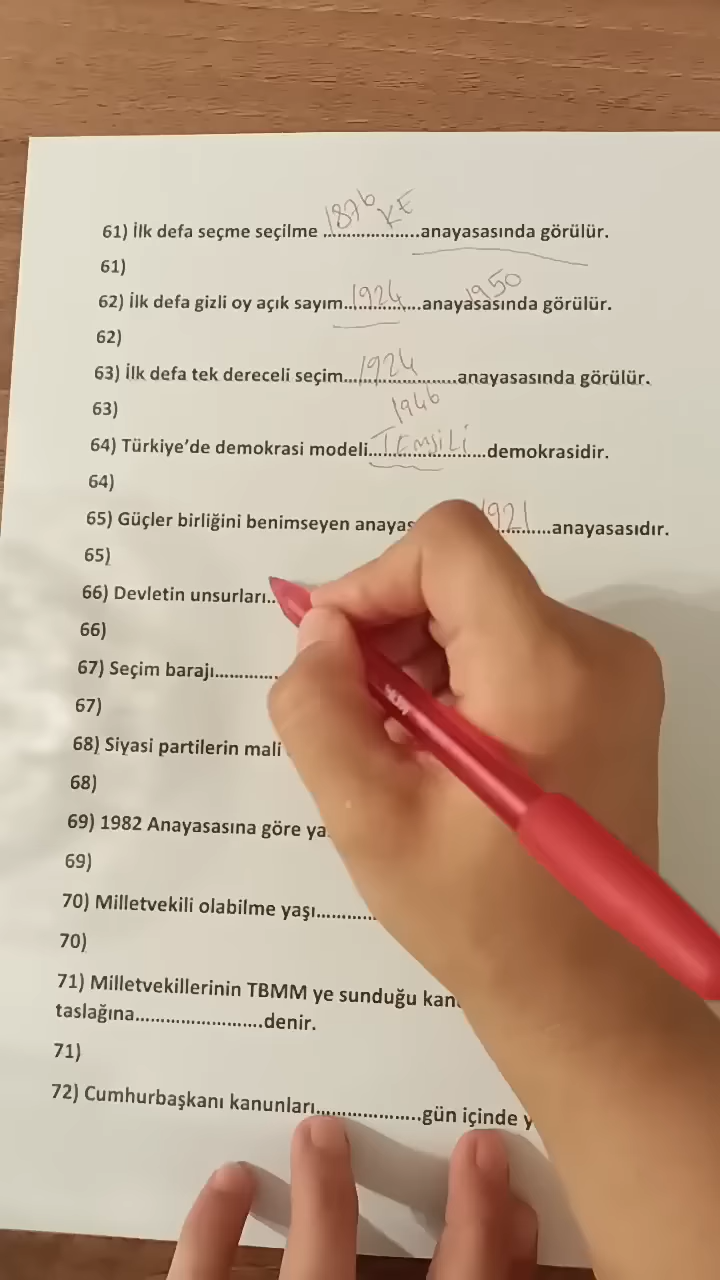 1876 KE
61) İlk defa seçme seçilme ...................anayasasında görülür.
61)
1924 1950
62) İlk defa gizli oy açık sayım...............anayasasında görülür.
62)
1924
63) İlk defa tek dereceli seçim......................anayasasında görülür.
63)
1946
TEMSİLİ
64) Türkiye’de demokrasi modeli.......................demokrasidir.
64)
1921
65) Güçler birliğini benimseyen ..........anayasasıdır.
65)
66) Devletin unsurları..
66)
67) Seçim barajı............
67)
68) Siyasi partilerin mali
68)
69) 1982 Anayasasına göre
69)
70) Milletvekili olabilme yaşı...........
70)
71) Milletvekillerinin TBMM ye sunduğu
taslağına........................denir.
71)
72) Cumhurbaşkanı kanunları....................gün içinde